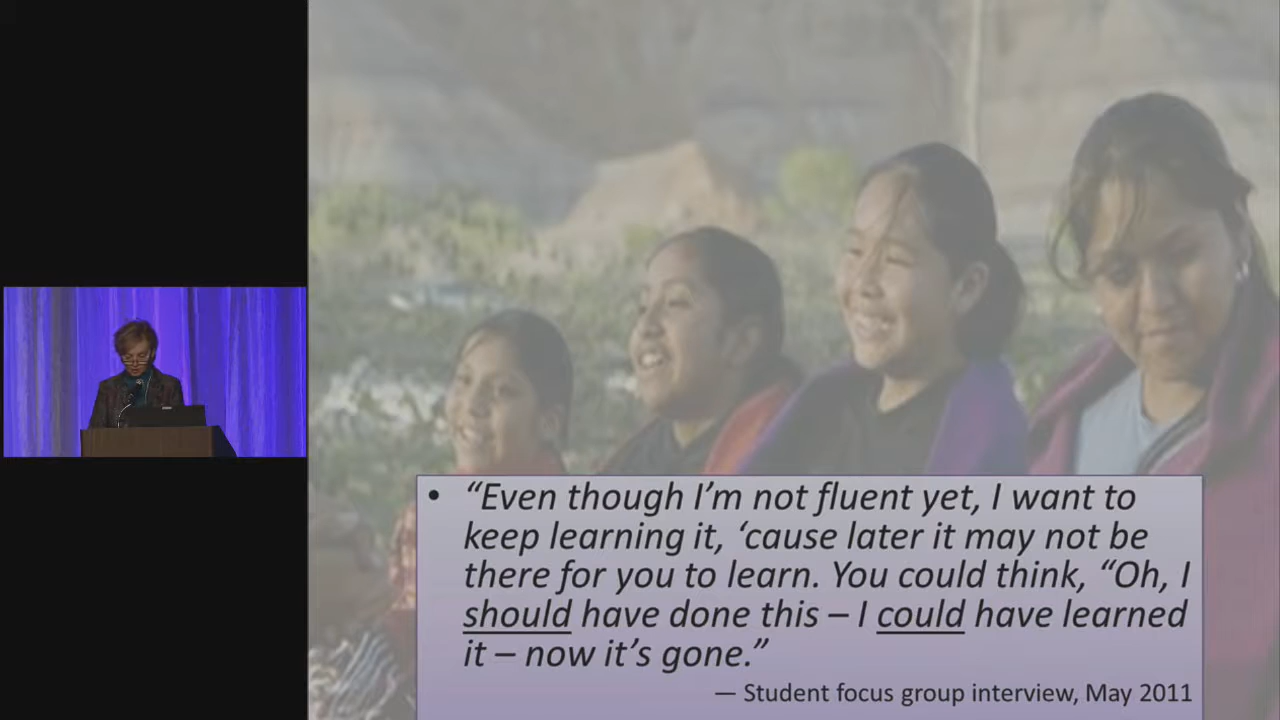 • “Even though I’m not fluent yet, I want to
keep learning it, ‘cause later it may not be
there for you to learn. You could think, “Oh, I
should have done this – I could have learned
it – now it’s gone.”
— Student focus group interview, May 2011